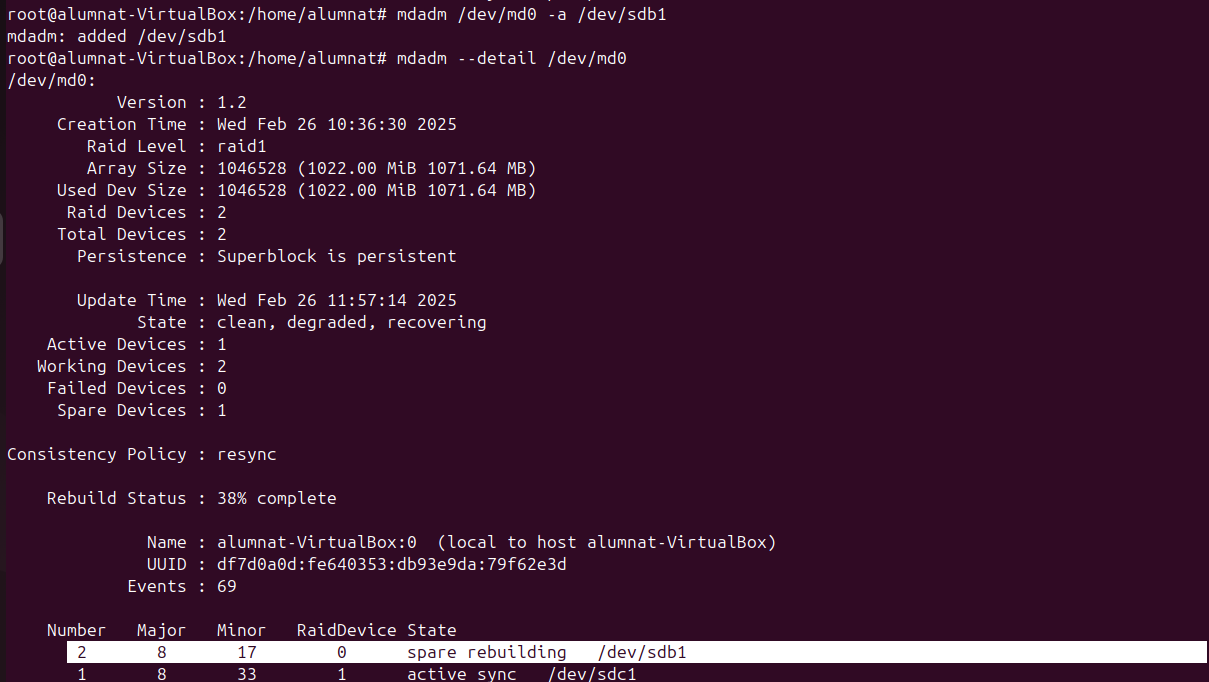 root@alumnat-VirtualBox:/home/alumnat# mdadm /dev/md0 -a /dev/sdb1
mdadm: added /dev/sdb1
root@alumnat-VirtualBox:/home/alumnat# mdadm --detail /dev/md0
/dev/md0:
Version : 1.2
Creation Time : Wed Feb 26 10:36:30 2025
Raid Level : raid1
Array Size : 1046528 (1022.00 MiB 1071.64 MB)
Used Dev Size : 1046528 (1022.00 MiB 1071.64 MB)
Raid Devices : 2
Total Devices : 2
Persistence : Superblock is persistent
Update Time : Wed Feb 26 11:57:14 2025
State : clean, degraded, recovering
Active Devices : 1
Working Devices : 2
Failed Devices : 0
Spare Devices : 1
Consistency Policy : resync
Rebuild Status : 38% complete
Name : alumnat-VirtualBox:0  (local to host alumnat-VirtualBox)
UUID : df7d0a0d:fe640353:db93e9da:79f62e3d
Events : 69
Number   Major   Minor   RaidDevice State
2       8       17        0      spare rebuilding   /dev/sdb1
1       8       33        1      active sync   /dev/sdc1